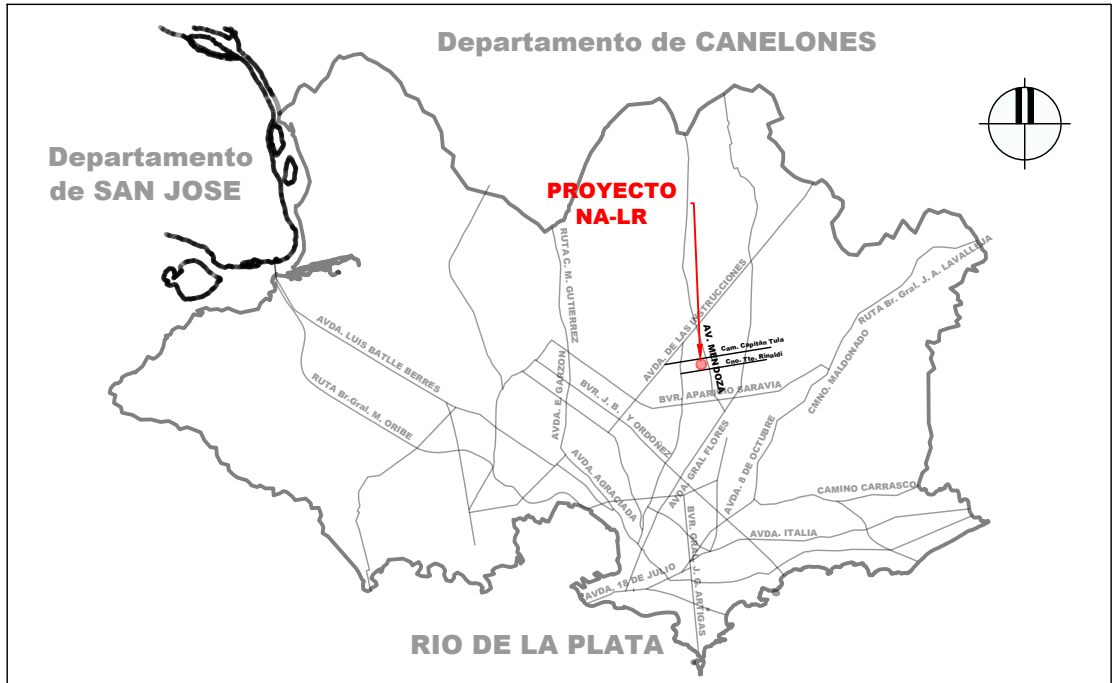 Departamento de CANELONES
Departamento
de SAN JOSE
PROYECTO
NA-LR
RUTA C. M. GUTIERREZ
AVDA. DE LAS INSTRUCCIONES
RUTA Br. Gral. J. A. LAVALLEJA
AVDA. LUIS BATLLE BERRES
AV. MENDOZA
Cam. Capitán Tula
Cno. Tte. Rinaldi
RUTA Br.Gral. M. ORIBE
AVDA. E. GARZON
BVR. J. B. Y ORDOÑEZ
BVR. APARICIO SARAVIA
CMNO. MALDONADO
AVDA. GRAL FLORES
AVDA. 8 DE OCTUBRE
AVDA. AGRACIADA
CAMINO CARRASCO
BVR. GRAL. J. G. ARTIGAS
AVDA. ITALIA
AVDA. 18 DE JULIO
RIO DE LA PLATA